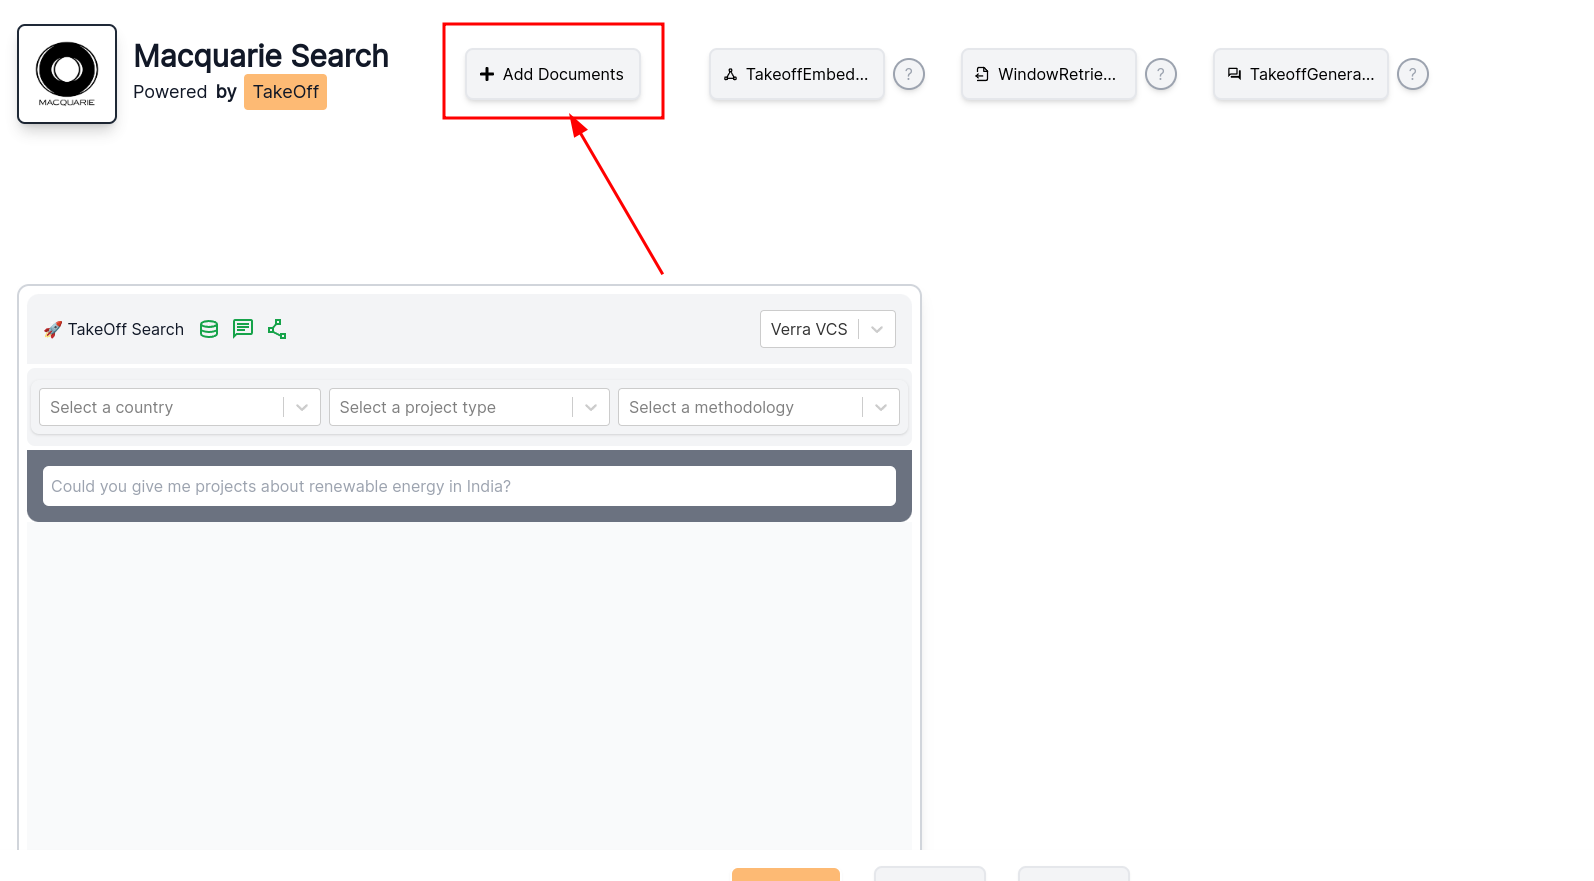 MACQUARIE
Macquarie Search
Powered by TakeOff
Add Documents
TakeoffEmbed...
?
WindowRetrie...
?
TakeoffGenera...
?
🚀 TakeOff Search
Verra VCS
Select a country
Select a project type
Select a methodology
Could you give me projects about renewable energy in India?